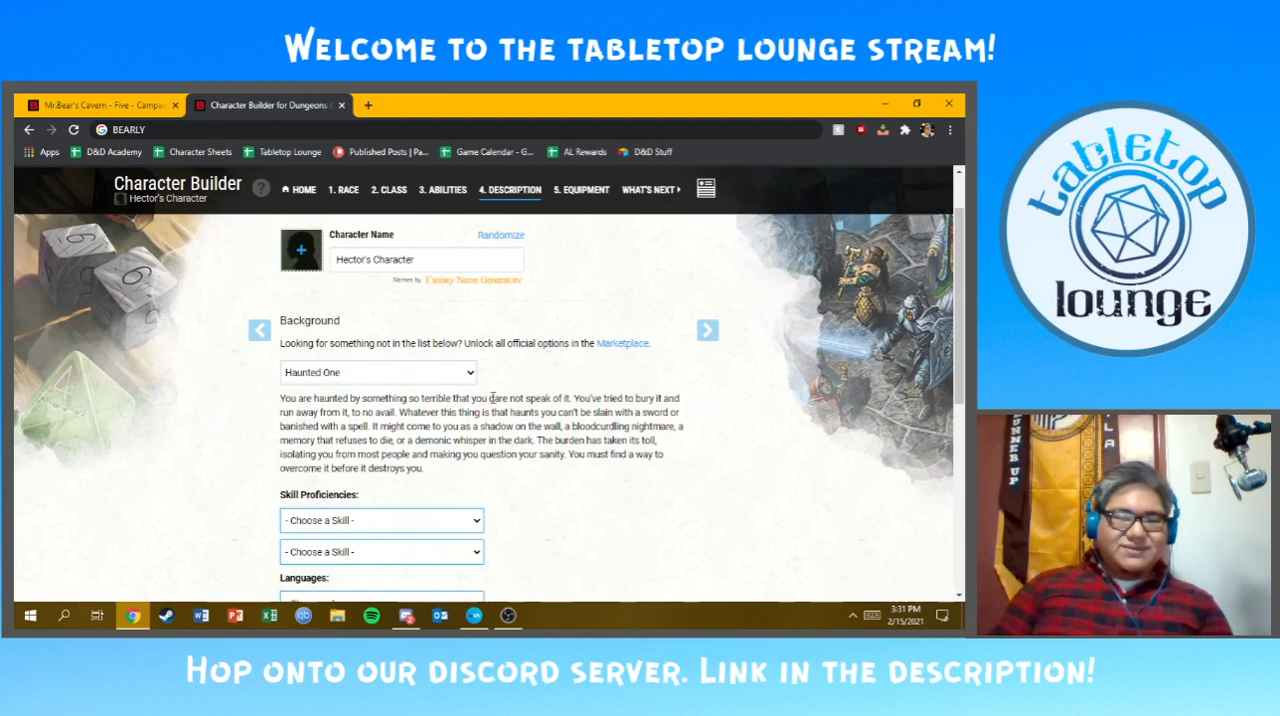 WELCOME TO THE TABLETOP LOUNGE STREAM!
Mr.Bear's Cavern - Five - Campa
Character Builder for Dungeons
BEARLY
Apps
D&D Academy
Character Sheets
Tabletop Lounge
Published Posts | Pa...
Game Calendar - G...
AL Rewards
D&D Stuff
Character Builder
Hector's Character
?
HOME
1. RACE
2. CLASS
3. ABILITIES
4. DESCRIPTION
5. EQUIPMENT
WHAT'S NEXT
Character Name
Randomize
Hector's Character
Names by Fantasy Name Generators
Background
Looking for something not in the list below? Unlock all official options in the Marketplace.
Haunted One
You are haunted by something so terrible that you dare not speak of it. You've tried to bury it and
run away from it, to no avail. Whatever this thing is that haunts you can't be slain with a sword or
banished with a spell. It might come to you as a shadow on the wall, a bloodcurdling nightmare, a
memory that refuses to die, or a demonic whisper in the dark. The burden has taken its toll,
isolating you from most people and making you question your sanity. You must find a way to
overcome it before it destroys you.
Skill Proficiencies:
- Choose a Skill -
- Choose a Skill -
Languages:
3:31 PM
2/15/2021
tabletop
lounge
RUNNER UP
HOP ONTO OUR DISCORD SERVER. LINK IN THE DESCRIPTION!